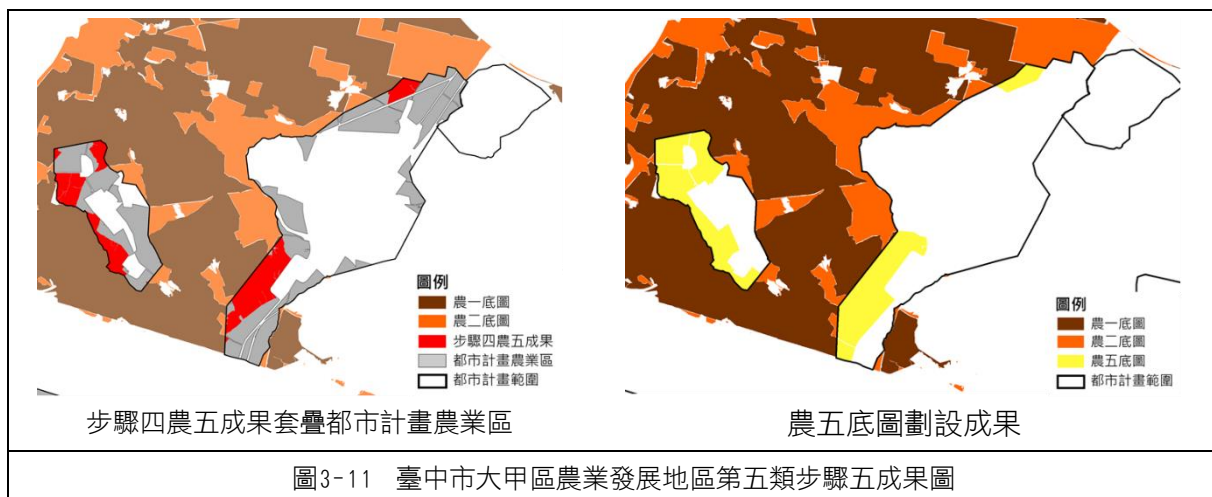 圖例
農一底圖
農二底圖
步驟四農五成果
都市計畫農業區
都市計畫範圍
步驟四農五成果套疊都市計畫農業區
圖例
農一底圖
農二底圖
農五底圖
都市計畫範圍
農五底圖劃設成果
圖3-11 臺中市大甲區農業發展地區第五類步驟五成果圖